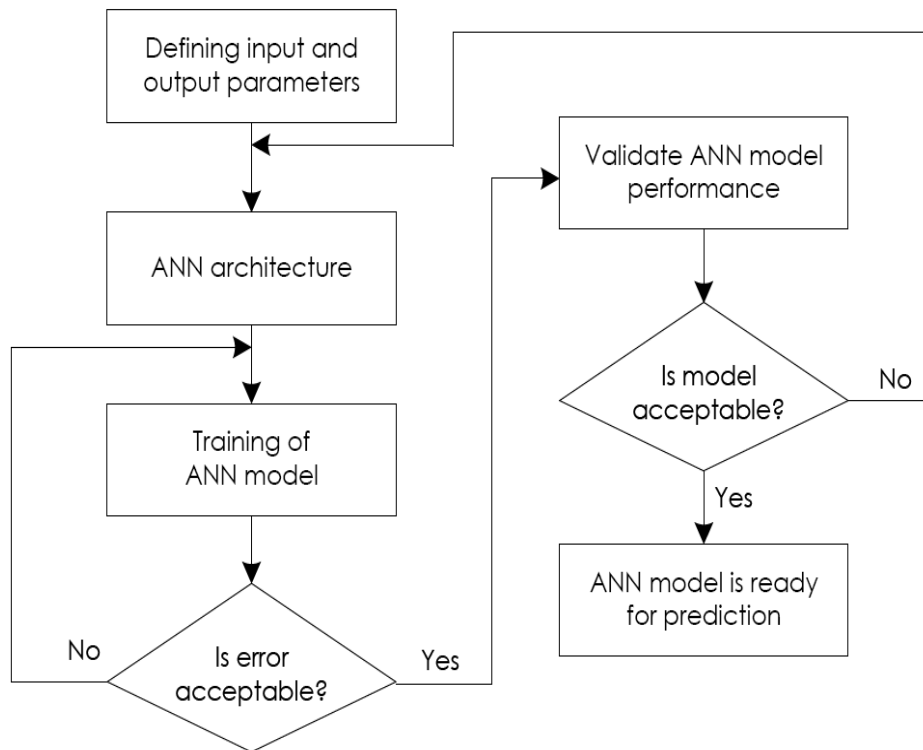 Defining input and
output parameters
ANN architecture
Training of
ANN model
Is error
acceptable?
No
Yes
Validate ANN model
performance
Is model
acceptable?
No
Yes
ANN model is ready
for prediction